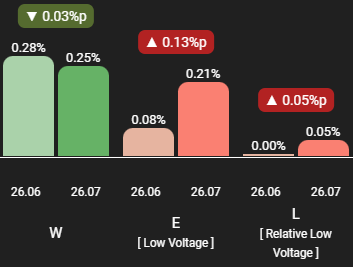 ▼ 0.03%p
▲ 0.13%p
▲ 0.05%p
0.28%
0.25%
0.08%
0.21%
0.00%
0.05%
26.06
26.07
26.06
26.07
26.06
26.07
W
E
[ Low Voltage ]
L
[ Relative Low
Voltage ]